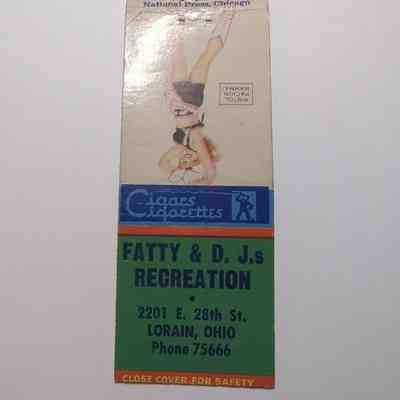 National Press, Chicago
Cigars
Cigarettes
FATTY & D. J.s
RECREATION
•
2201 E. 28th St.
LORAIN, OHIO
Phone 75666
CLOSE COVER FOR SAFETY